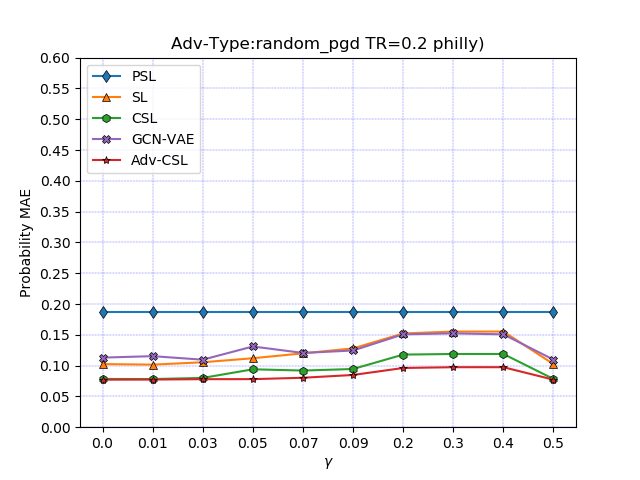 Adv-Type:random_pgd TR=0.2 philly)
0.60
0.55
0.50
0.45
0.40
0.35
0.30
0.25
0.20
0.15
0.10
0.05
0.00
Probability MAE
PSL
SL
CSL
GCN-VAE
Adv-CSL
0.0 0.01 0.03 0.05 0.07 0.09 0.2 0.3 0.4 0.5
γ